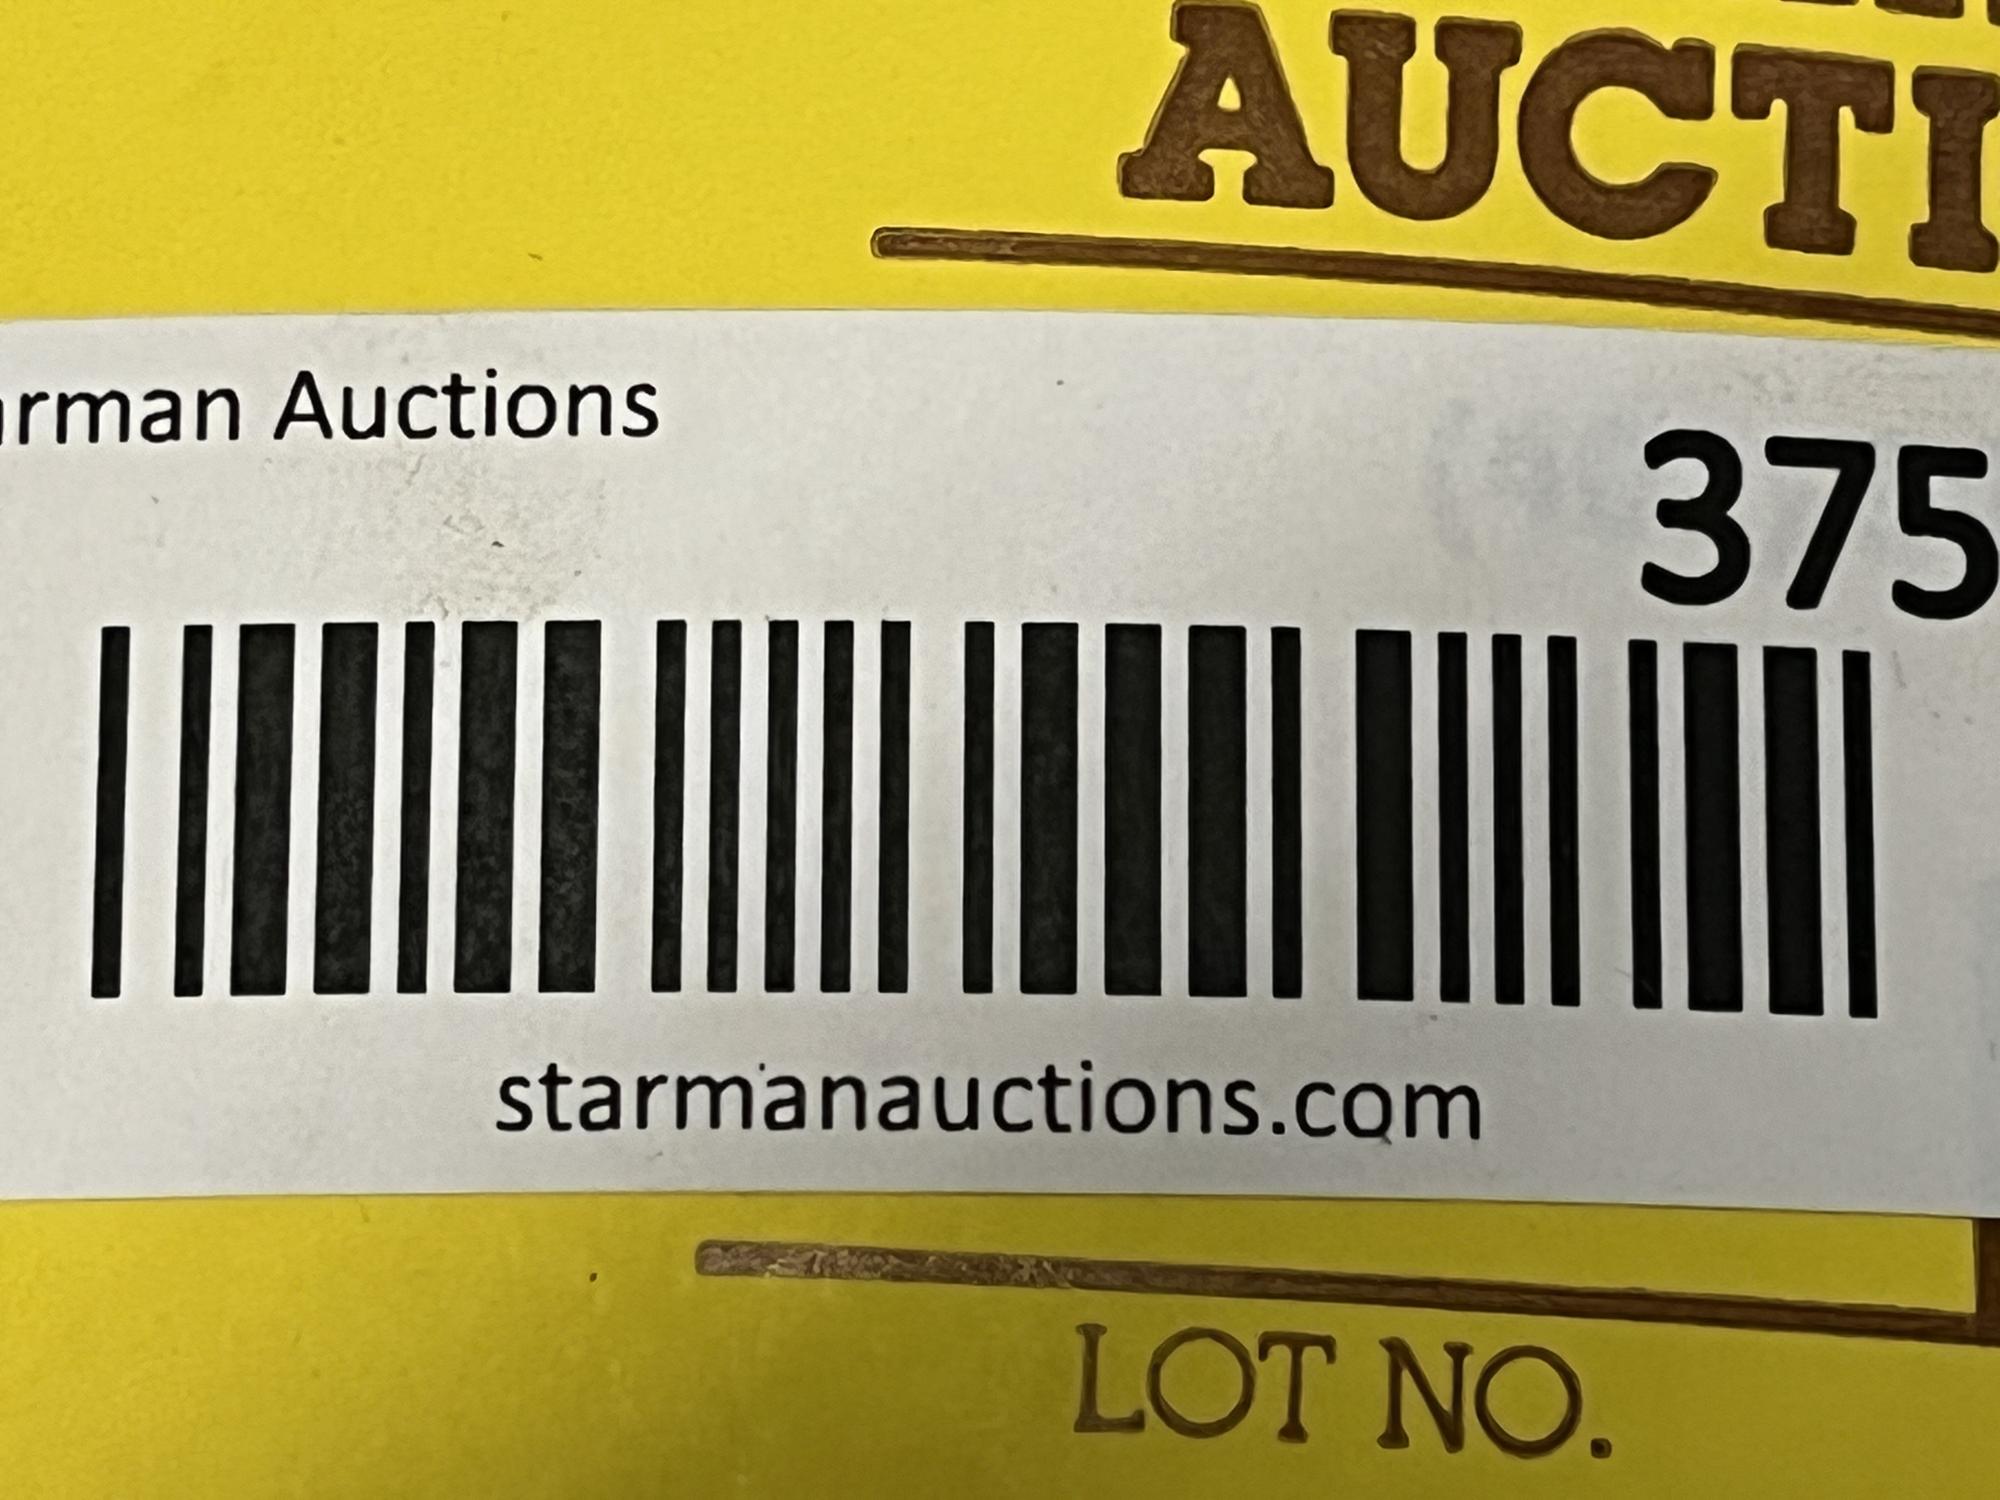 AUCTI
arman Auctions
375
starmanauctions.com
LOT NO.